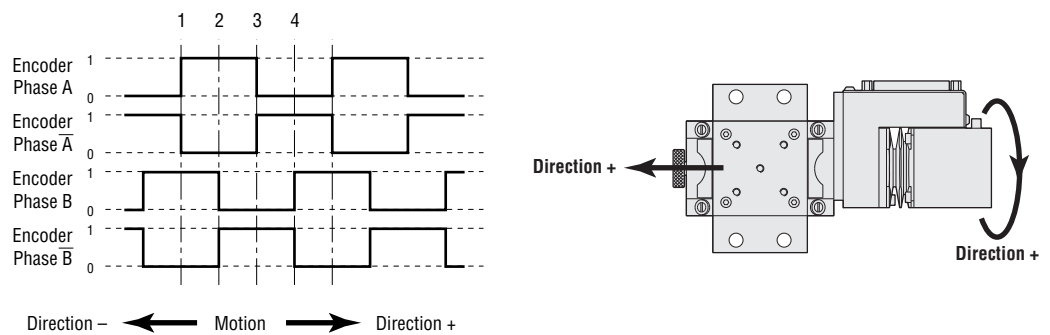 1 2 3 4
Encoder
Phase A
1
0
Encoder
Phase A̅
1
0
Encoder
Phase B
1
0
Encoder
Phase B̅
1
0
Direction – Motion Direction +
Direction +
Direction +